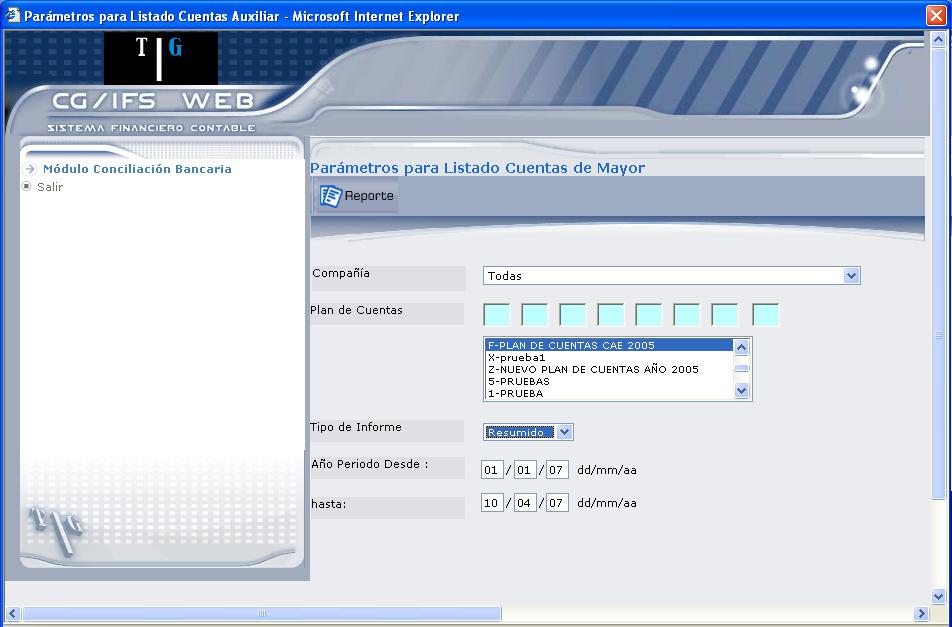 Parámetros para Listado Cuentas Auxiliar - Microsoft Internet Explorer
T G
CG/IFS WEB
SISTEMA FINANCIERO CONTABLE
Módulo Conciliación Bancaria
Salir
Parámetros para Listado Cuentas de Mayor
Reporte
Compañía Todas
Plan de Cuentas
F-PLAN DE CUENTAS CAE 2005
X-prueba1
Z-NUEVO PLAN DE CUENTAS AÑO 2005
5-PRUEBAS
1-PRUEBA
Tipo de Informe Resumido
Año Periodo Desde : 01 / 01 / 07 dd/mm/aa
hasta: 10 / 04 / 07 dd/mm/aa
T G